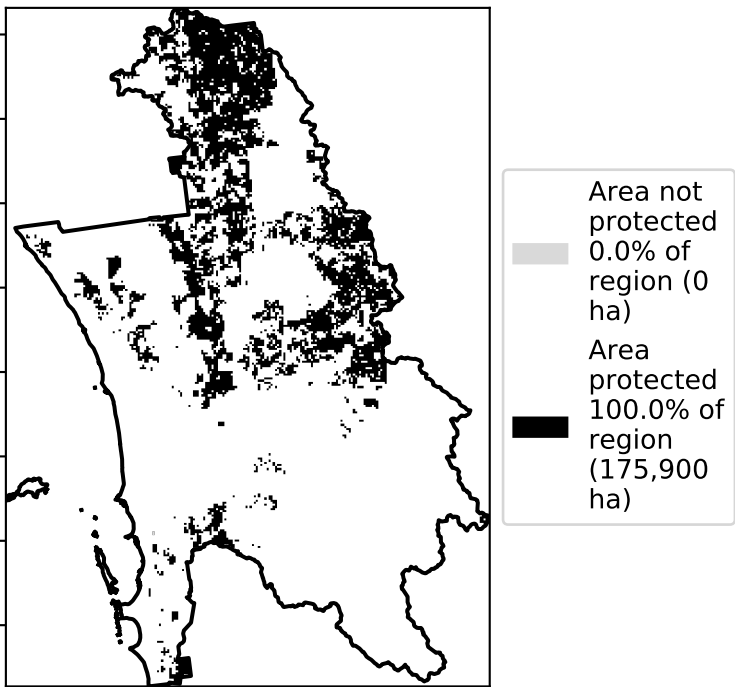 Area not
protected
0.0% of
region (0
ha)
Area
protected
100.0% of
region
(175,900
ha)